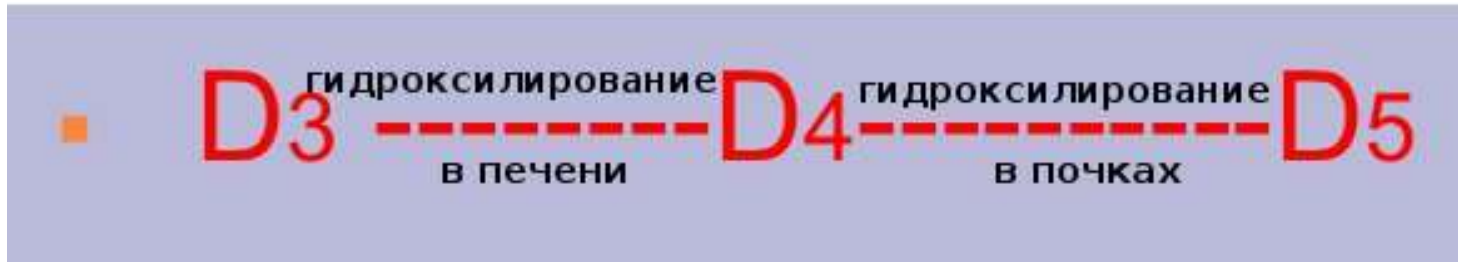 гидроксилирование гидроксилирование
D3 D4 D5
в печени в почках